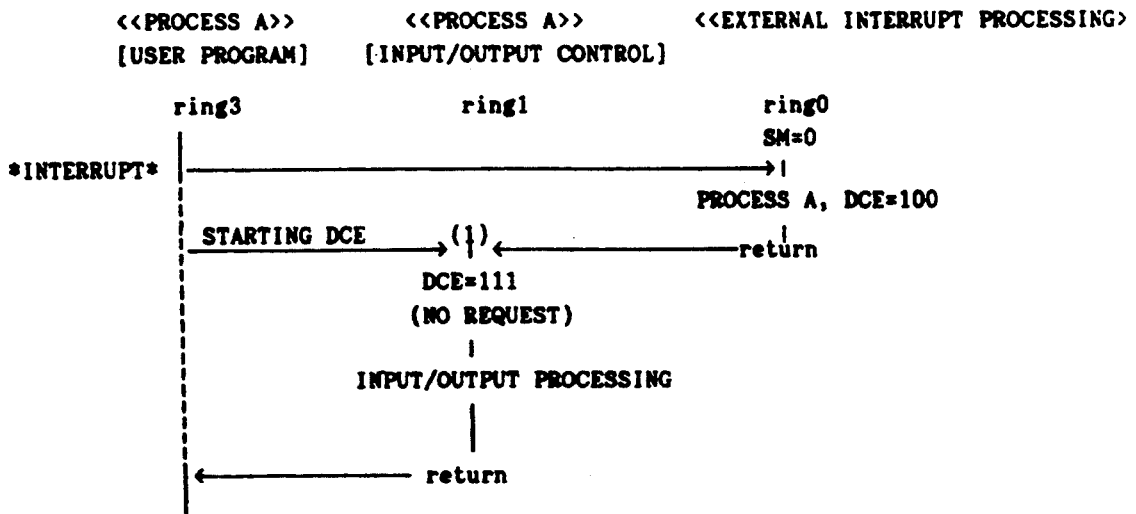 <<PROCESS A>> <<PROCESS A>> <<EXTERNAL INTERRUPT PROCESSING>
[USER PROGRAM] [INPUT/OUTPUT CONTROL]
ring3 ring1 ring0
SM=0
*INTERRUPT*
PROCESS A, DCE=100
STARTING DCE (1) return
DCE=111
(NO REQUEST)
INPUT/OUTPUT PROCESSING
return